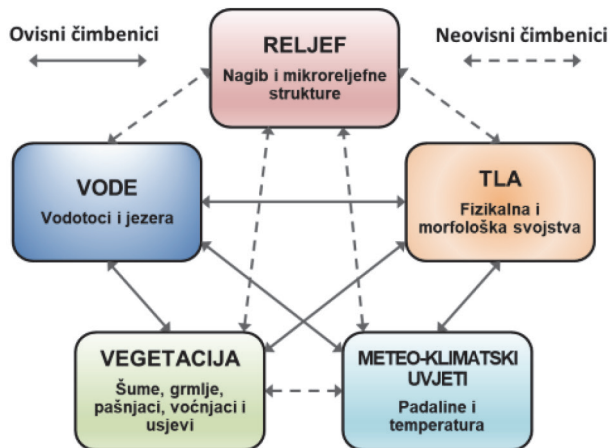 Ovisni čimbenici
Neovisni čimbenici
RELJEF
Nagib i mikroreljefne
strukture
VODE
Vodotoci i jezera
TLA
Fizikalna i
morfološka svojstva
VEGETACIJA
Šume, grmlje,
pašnjaci, voćnjaci i
usjevi
METEO-KLIMATSKI
UVJETI
Padaline i
temperatura